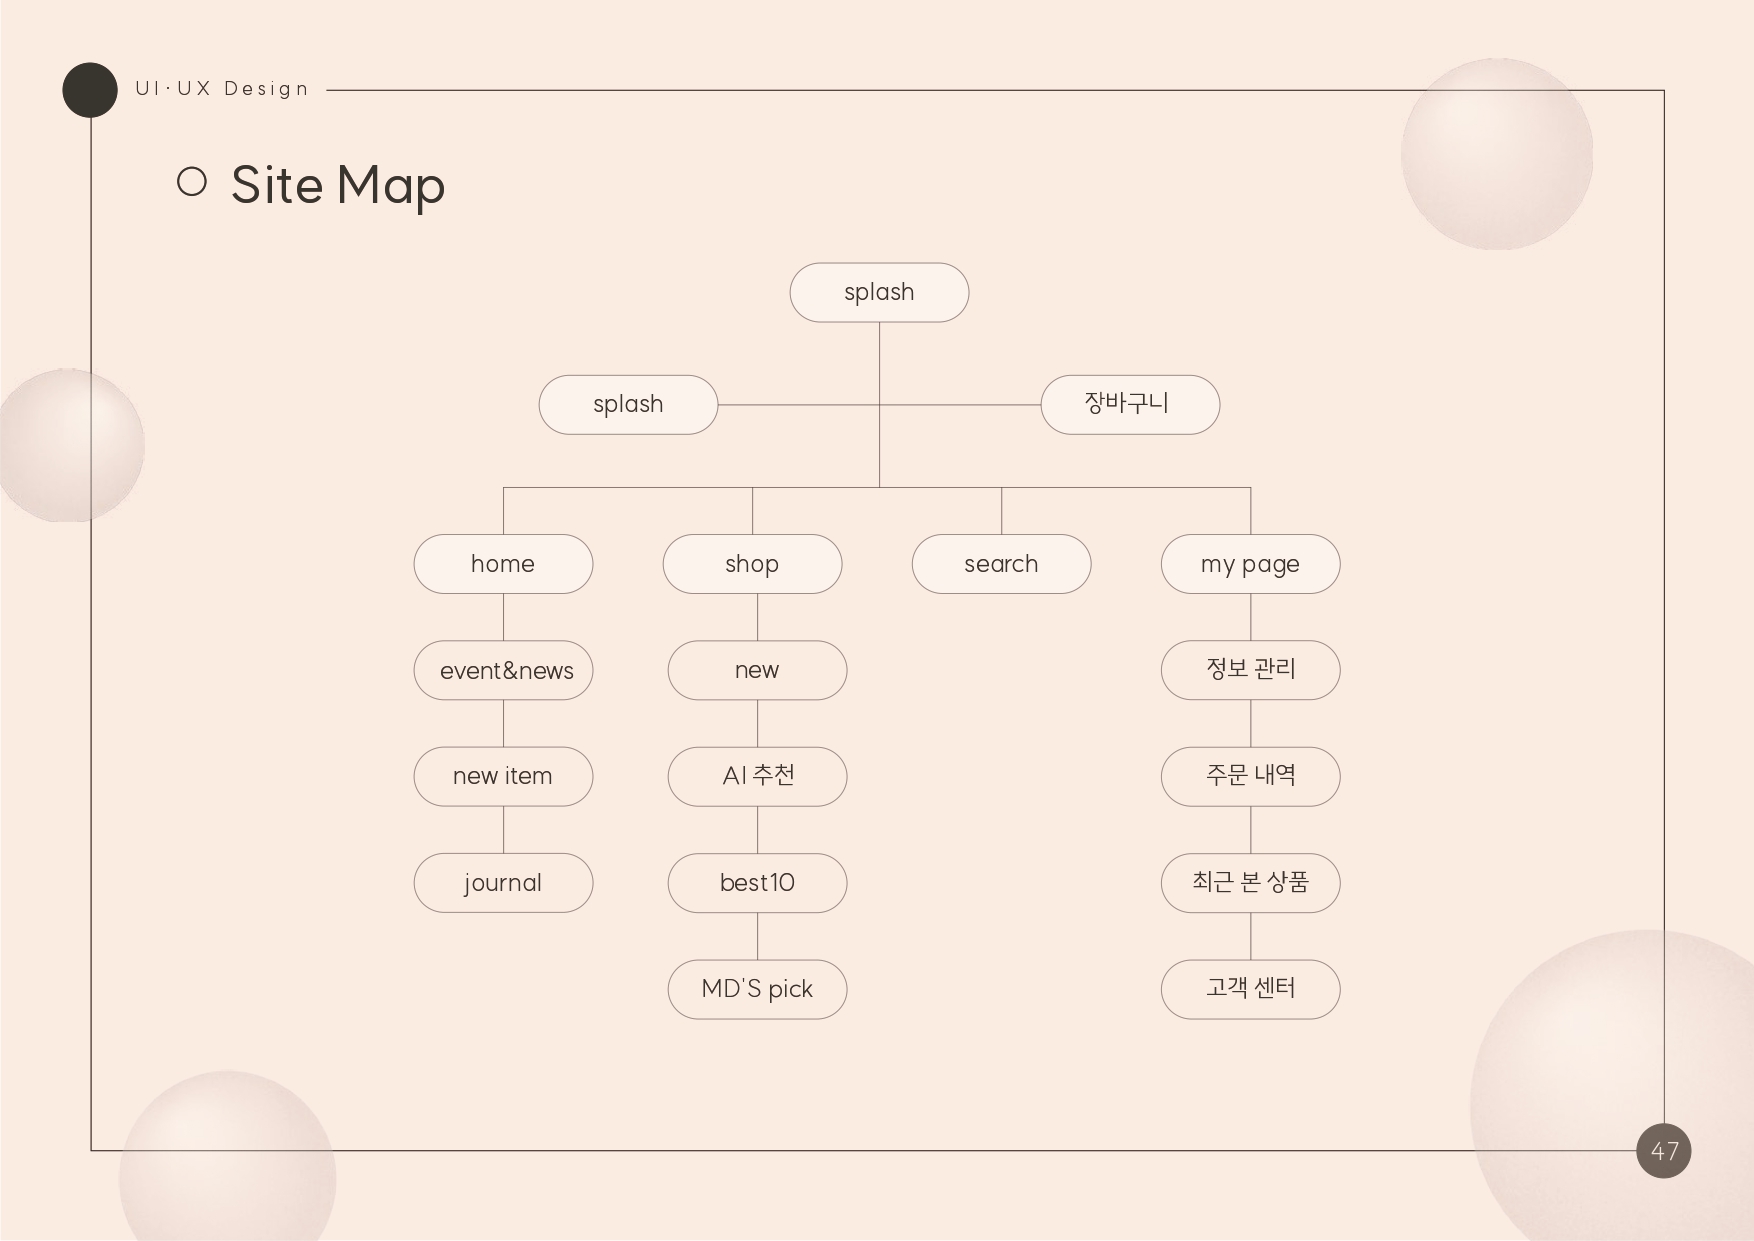 UI·UX Design
Site Map
splash
splash
장바구니
home
shop
search
my page
event&news
new
정보 관리
new item
AI 추천
주문 내역
journal
best10
최근 본 상품
MD'S pick
고객 센터
47